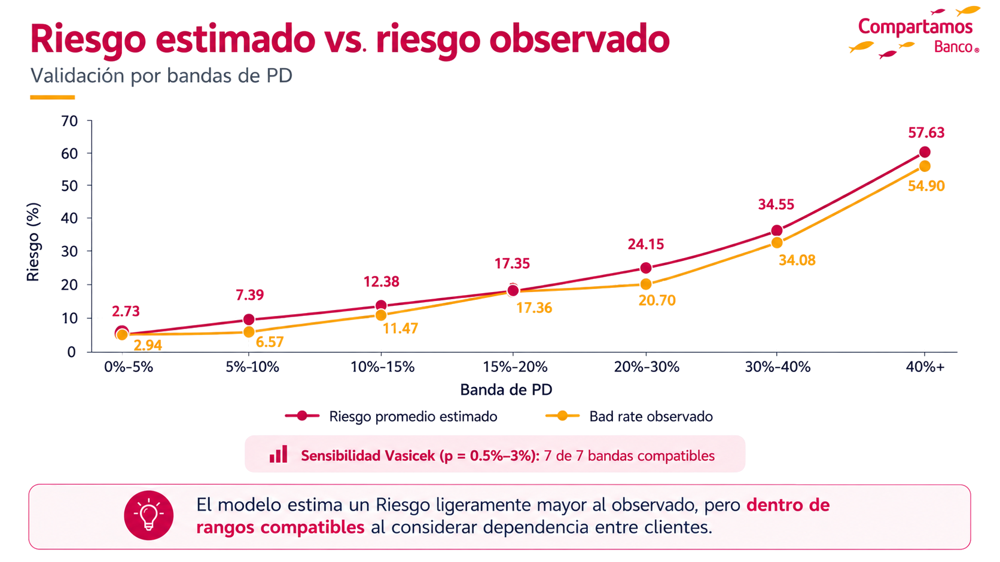 Riesgo estimado vs. riesgo observado
Compartamos
Banco®
Validación por bandas de PD
Riesgo (%)
70
60
50
40
30
20
10
0
2.73
7.39
12.38
17.35
24.15
34.55
57.63
2.94
6.57
11.47
17.36
20.70
34.08
54.90
0%-5%
5%-10%
10%-15%
15%-20%
20%-30%
30%-40%
40%+
Banda de PD
Riesgo promedio estimado
Bad rate observado
Sensibilidad Vasicek (p = 0.5%–3%): 7 de 7 bandas compatibles
El modelo estima un Riesgo ligeramente mayor al observado, pero dentro de
rangos compatibles al considerar dependencia entre clientes.